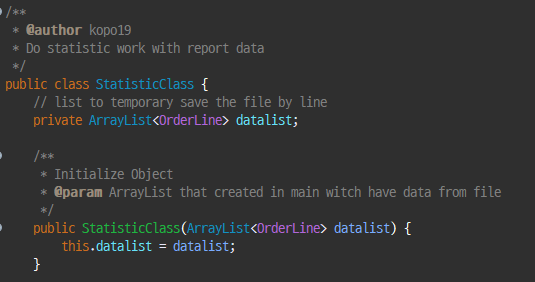 /**
 * @author kopo19
 * Do statistic work with report data
 */
public class StatisticClass {
    // list to temporary save the file by line
    private ArrayList<OrderLine> datalist;

    /**
     * Initialize Object
     * @param ArrayList that created in main witch have data from file
     */
    public StatisticClass(ArrayList<OrderLine> datalist) {
        this.datalist = datalist;
    }